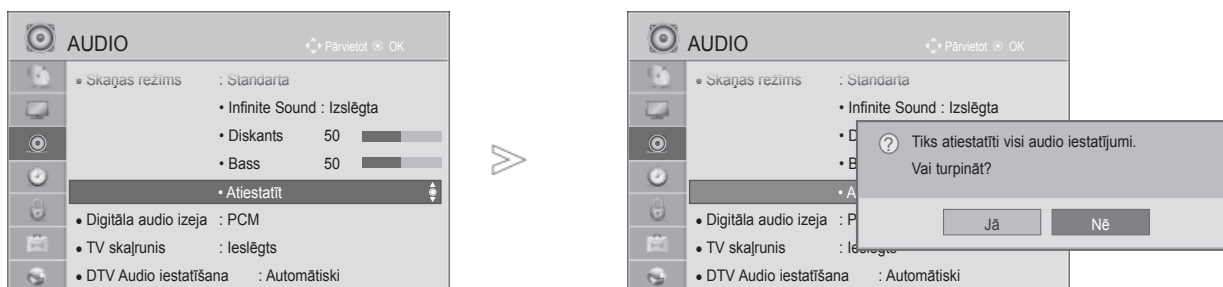 AUDIO
Pārvietot OK
• Skaņas režīms : Standarta
• Infinite Sound : Izslēgta
• Diskants 50
• Bass 50
• Atiestatīt
• Digitāla audio izeja : PCM
• TV skaļrunis : Ieslēgts
• DTV Audio iestatīšana : Automātiski
AUDIO
Pārvietot OK
• Skaņas režīms : Standarta
• Infinite Sound : Izslēgta
• D
• B
• A
• Digitāla audio izeja : P
• TV skaļrunis : Ieslēgts
• DTV Audio iestatīšana : Automātiski
Tiks atiestatīti visi audio iestatījumi.
Vai turpināt?
Jā Nē